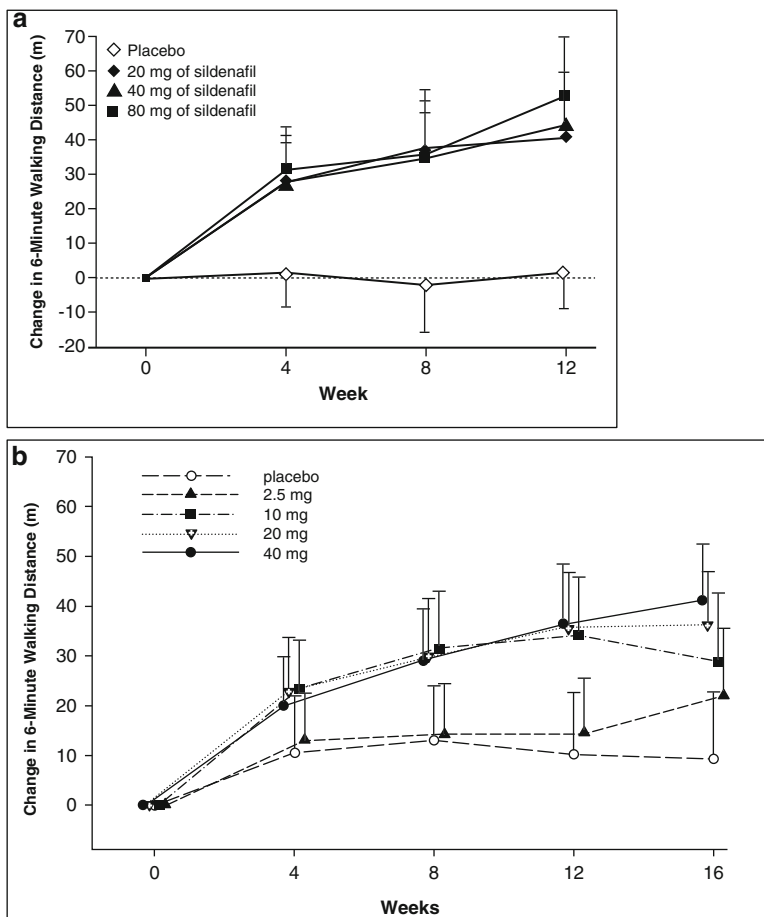 a
Change in 6-Minute Walking Distance (m)
70
60
50
40
30
20
10
0
-10
-20
Placebo
20 mg of sildenafil
40 mg of sildenafil
80 mg of sildenafil
0 4 8 12
Week
b
Change in 6-Minute Walking Distance (m)
70
60
50
40
30
20
10
0
placebo
2.5 mg
10 mg
20 mg
40 mg
0 4 8 12 16
Weeks